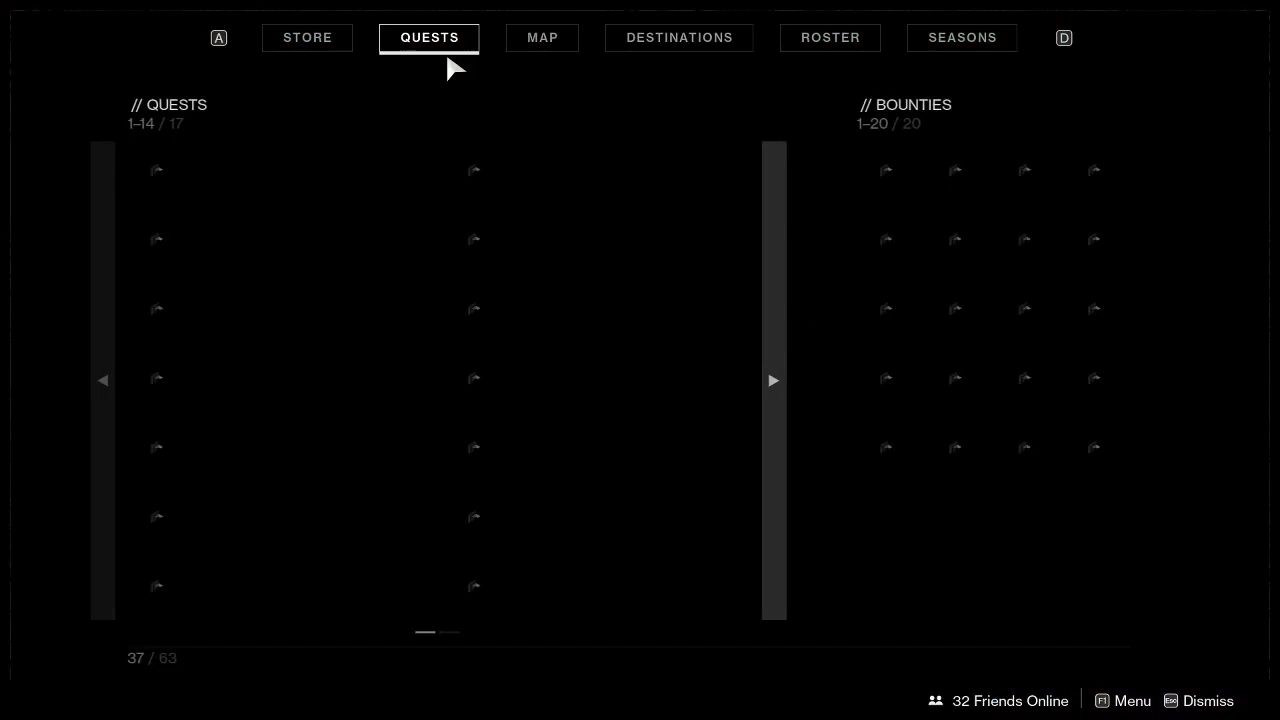 A STORE QUESTS MAP DESTINATIONS ROSTER SEASONS D
// QUESTS
1–14 / 17
// BOUNTIES
1–20 / 20
37 / 63
32 Friends Online F1 Menu Esc Dismiss